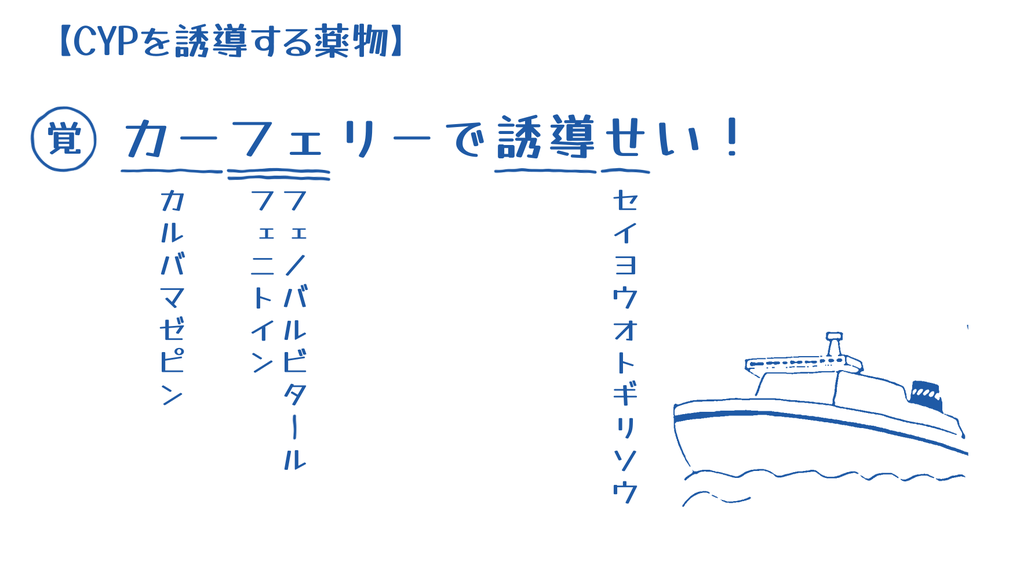 【CYPを誘導する薬物】
覚 カーフェリーで誘導せい！
カルバマゼピン
フェニトイン
フェノバルビタール
セイヨウオトギリソウ